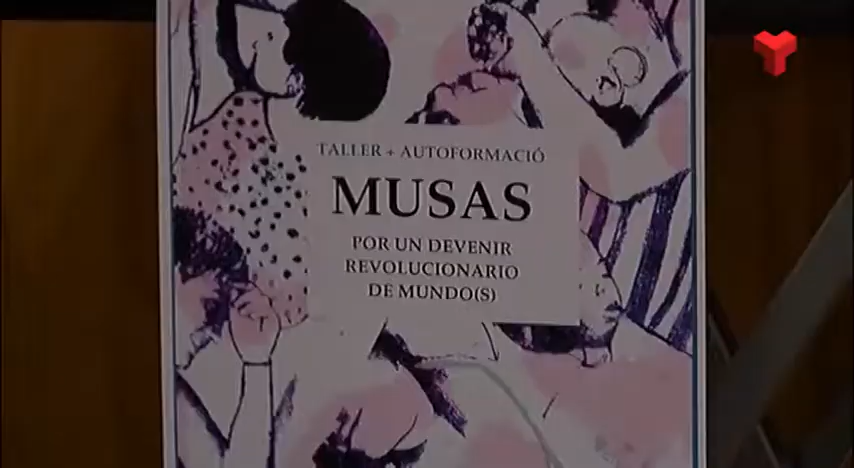 TALLER + AUTOFORMACIÓ
MUSAS
POR UN DEVENIR
REVOLUCIONARIO
DE MUNDO(S)